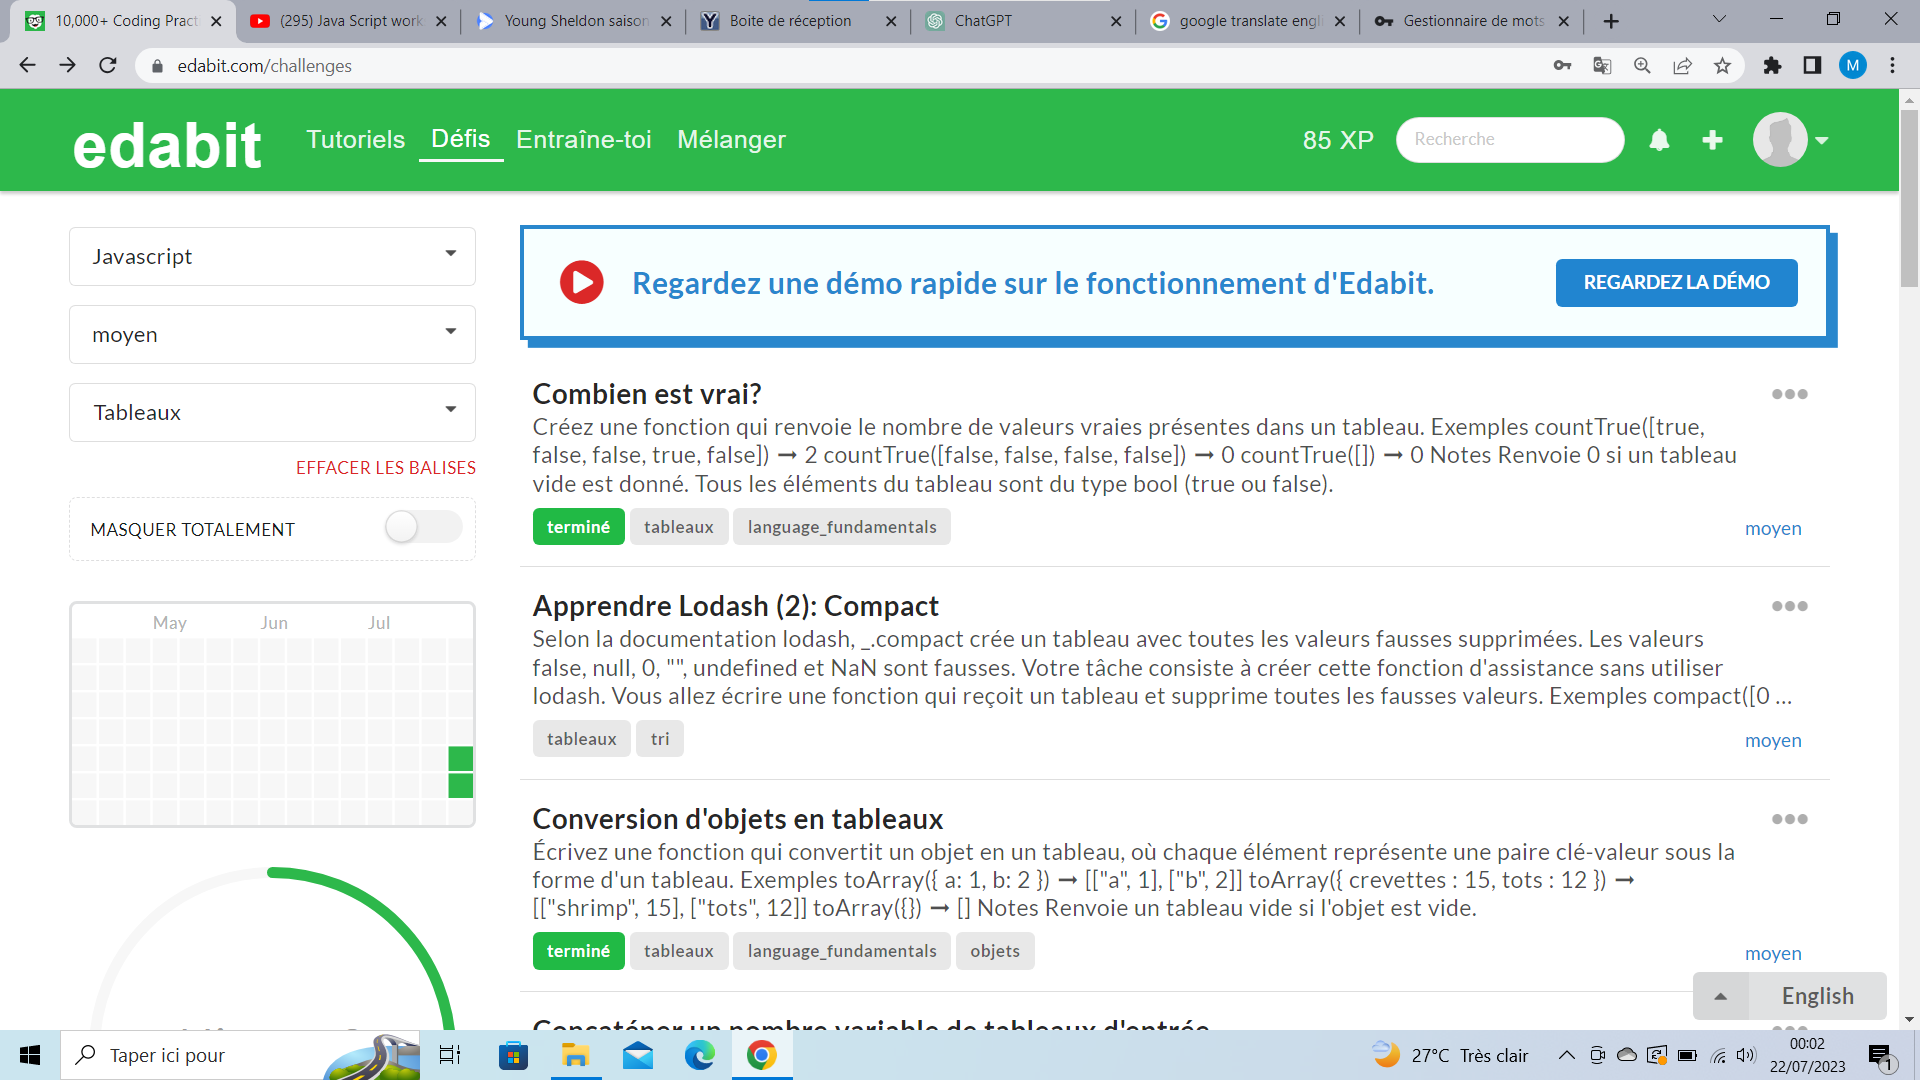 10,000+ Coding Pract
(295) Java Script work
Young Sheldon saison
Boite de réception
ChatGPT
google translate engl
Gestionnaire de mots
edabit.com/challenges
M
edabit
Tutoriels
Défis
Entraîne-toi
Mélanger
85 XP
Recherche
Javascript
moyen
Tableaux
EFFACER LES BALISES
MASQUER TOTALEMENT
May Jun Jul
Regardez une démo rapide sur le fonctionnement d'Edabit.
REGARDEZ LA DÉMO
Combien est vrai?
Créez une fonction qui renvoie le nombre de valeurs vraies présentes dans un tableau. Exemples countTrue([true,
false, false, true, false]) ➞ 2 countTrue([false, false, false, false]) ➞ 0 countTrue([]) ➞ 0 Notes Renvoie 0 si un tableau
vide est donné. Tous les éléments du tableau sont du type bool (true ou false).
terminé tableaux language_fundamentals
moyen
Apprendre Lodash (2): Compact
Selon la documentation lodash, _.compact crée un tableau avec toutes les valeurs fausses supprimées. Les valeurs
false, null, 0, "", undefined et NaN sont fausses. Votre tâche consiste à créer cette fonction d'assistance sans utiliser
lodash. Vous allez écrire une fonction qui reçoit un tableau et supprime toutes les fausses valeurs. Exemples compact([0 ...
tableaux tri
moyen
Conversion d'objets en tableaux
Écrivez une fonction qui convertit un objet en un tableau, où chaque élément représente une paire clé-valeur sous la
forme d'un tableau. Exemples toArray({ a: 1, b: 2 }) ➞ [["a", 1], ["b", 2]] toArray({ crevettes : 15, tots : 12 }) ➞
[["shrimp", 15], ["tots", 12]] toArray({}) ➞ [] Notes Renvoie un tableau vide si l'objet est vide.
terminé tableaux language_fundamentals objets
moyen
English
Concaténer un nombre variable de tableaux d'entrée
Taper ici pour
27°C Très clair
00:02
22/07/2023
1